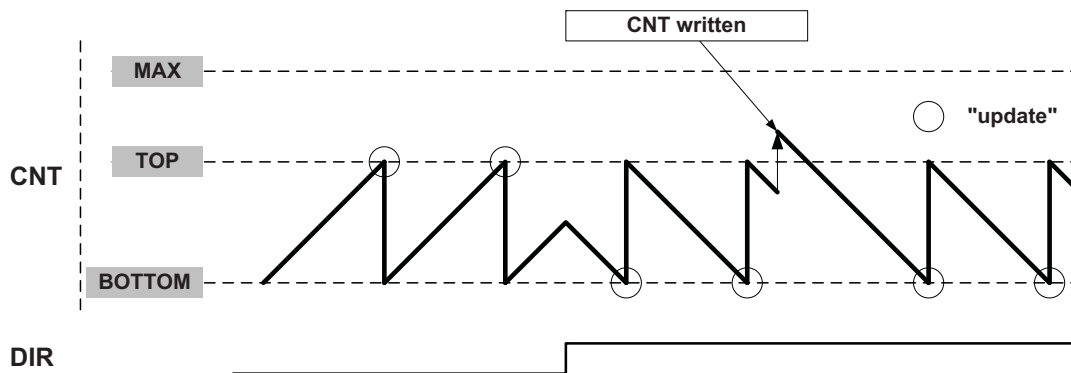 CNT written
MAX
"update"
TOP
CNT
BOTTOM
DIR